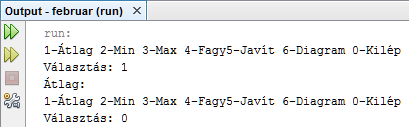 Output - februar (run)
run:
1-Átlag 2-Min 3-Max 4-Fagy5-Javít 6-Diagram 0-Kilép
Választás: 1
Átlag:
1-Átlag 2-Min 3-Max 4-Fagy5-Javít 6-Diagram 0-Kilép
Választás: 0